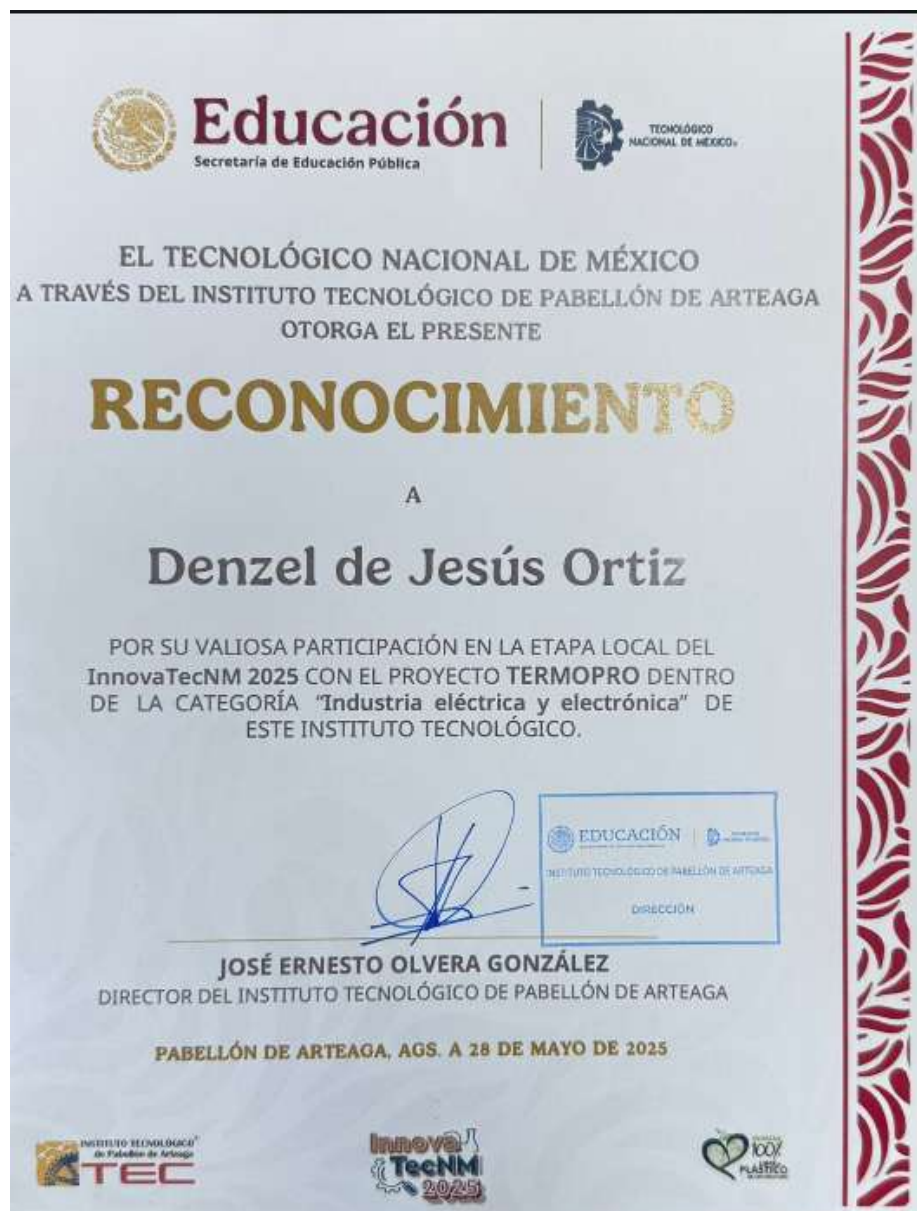 Educación
Secretaría de Educación Pública
TECNOLÓGICO
NACIONAL DE MÉXICO
EL TECNOLÓGICO NACIONAL DE MÉXICO
A TRAVÉS DEL INSTITUTO TECNOLÓGICO DE PABELLÓN DE ARTEAGA
OTORGA EL PRESENTE
RECONOCIMIENTO
A
Denzel de Jesús Ortiz
POR SU VALIOSA PARTICIPACIÓN EN LA ETAPA LOCAL DEL
InnovaTecNM 2025 CON EL PROYECTO TERMOPRO DENTRO
DE LA CATEGORÍA “Industria eléctrica y electrónica” DE
ESTE INSTITUTO TECNOLÓGICO.
EDUCACIÓN
INSTITUTO TECNOLÓGICO DE PABELLÓN DE ARTEAGA
DIRECCIÓN
JOSÉ ERNESTO OLVERA GONZÁLEZ
DIRECTOR DEL INSTITUTO TECNOLÓGICO DE PABELLÓN DE ARTEAGA
PABELLÓN DE ARTEAGA, AGS. A 28 DE MAYO DE 2025
INSTITUTO TECNOLÓGICO
de Pabellón de Arteaga
TEC
Innova
TecNM
2025
100%
PLÁSTICO